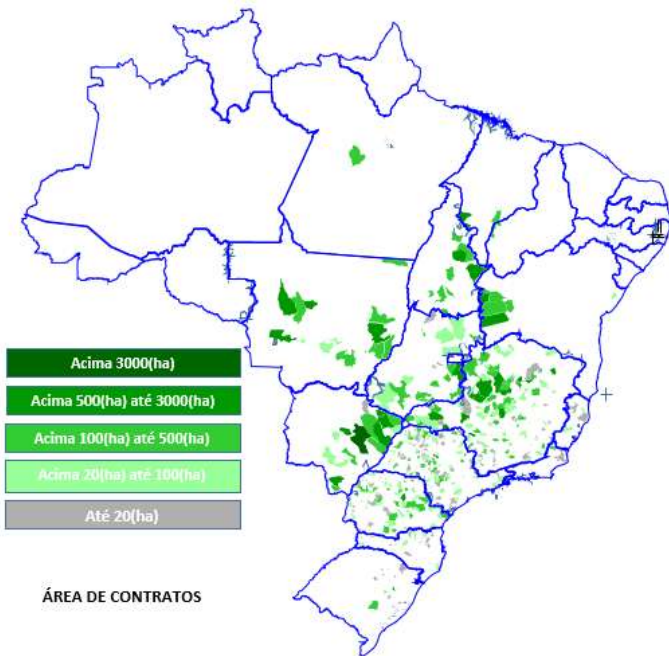 Acima 3000(ha)
Acima 500(ha) até 3000(ha)
Acima 100(ha) até 500(ha)
Acima 20(ha) até 100(ha)
Até 20(ha)
ÁREA DE CONTRATOS